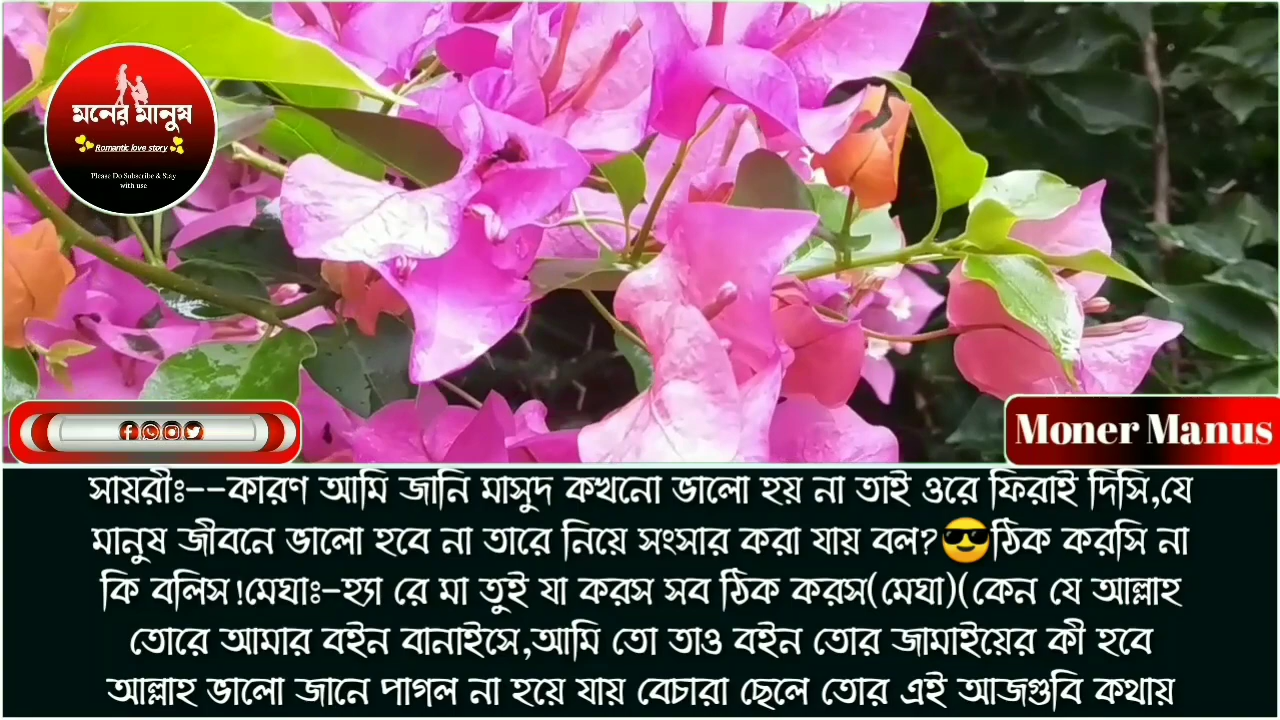 মনের মানুষ
Romantic love story
Please Do Subscribe & Stay
with use
Moner Manus
সায়রীঃ--কারণ আমি জানি মাসুদ কখনো ভালো হয় না তাই ওরে ফিরাই দিসি,যে
মানুষ জীবনে ভালো হবে না তারে নিয়ে সংসার করা যায় বল?😎ঠিক করসি না
কি বলিস!মেঘাঃ-হ্যা রে মা তুই যা করস সব ঠিক করস(মেঘা)(কেন যে আল্লাহ
তোরে আমার বইন বানাইসে,আমি তো তাও বইন তোর জামাইয়ের কী হবে
আল্লাহ ভালো জানে পাগল না হয়ে যায় বেচারা ছেলে তোর এই আজগুবি কথায়